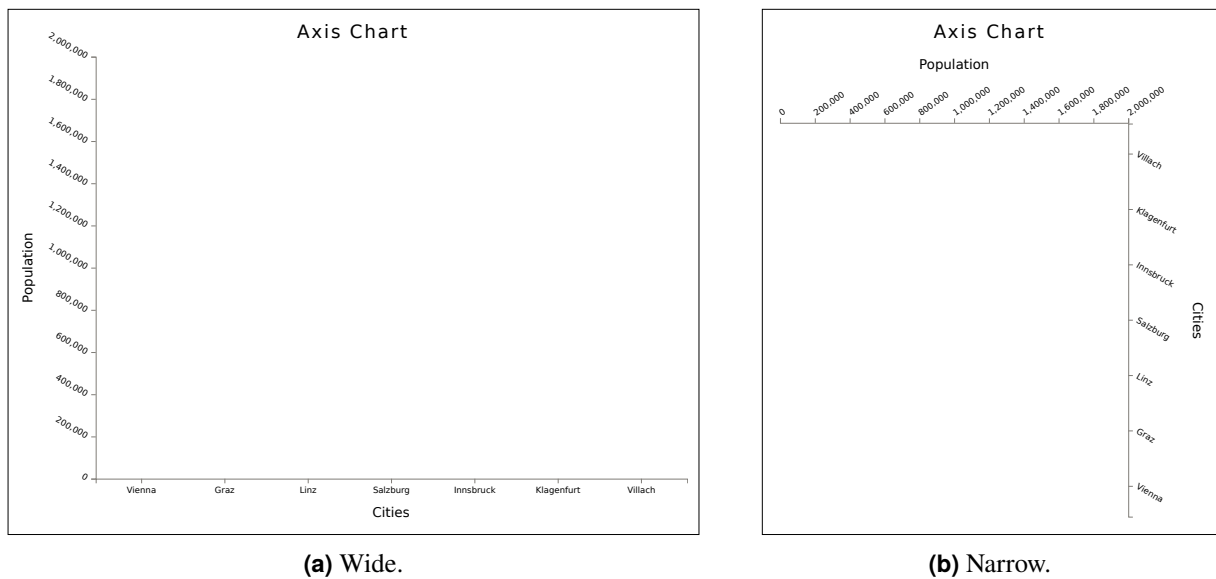 Axis Chart
2,000,000
1,800,000
1,600,000
1,400,000
1,200,000
1,000,000
800,000
600,000
400,000
200,000
0
Population
Vienna Graz Linz Salzburg Innsbruck Klagenfurt Villach
Cities
(a) Wide.
Axis Chart
Population
0 200,000 400,000 600,000 800,000 1,000,000 1,200,000 1,400,000 1,600,000 1,800,000 2,000,000
Villach
Klagenfurt
Innsbruck
Salzburg
Linz
Graz
Vienna
Cities
(b) Narrow.